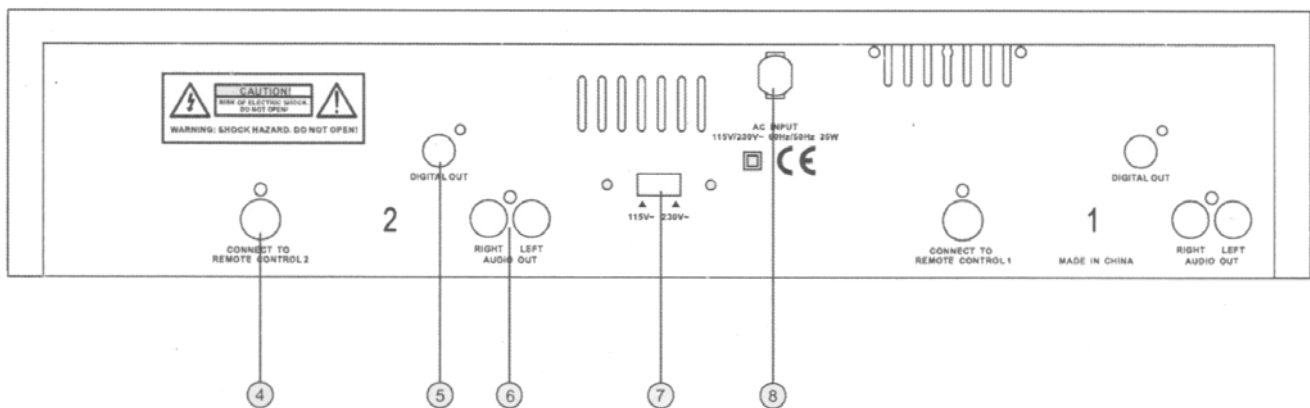 CAUTION!
RISK OF ELECTRIC SHOCK.
DO NOT OPEN!
WARNING: SHOCK HAZARD. DO NOT OPEN!
AC INPUT
115V/230V~ 60Hz/50Hz 25W
CE
DIGITAL OUT
DIGITAL OUT
2
115V~ 230V~
1
CONNECT TO
REMOTE CONTROL 2
RIGHT LEFT
AUDIO OUT
CONNECT TO
REMOTE CONTROL 1
MADE IN CHINA
RIGHT LEFT
AUDIO OUT
4 5 6 7 8